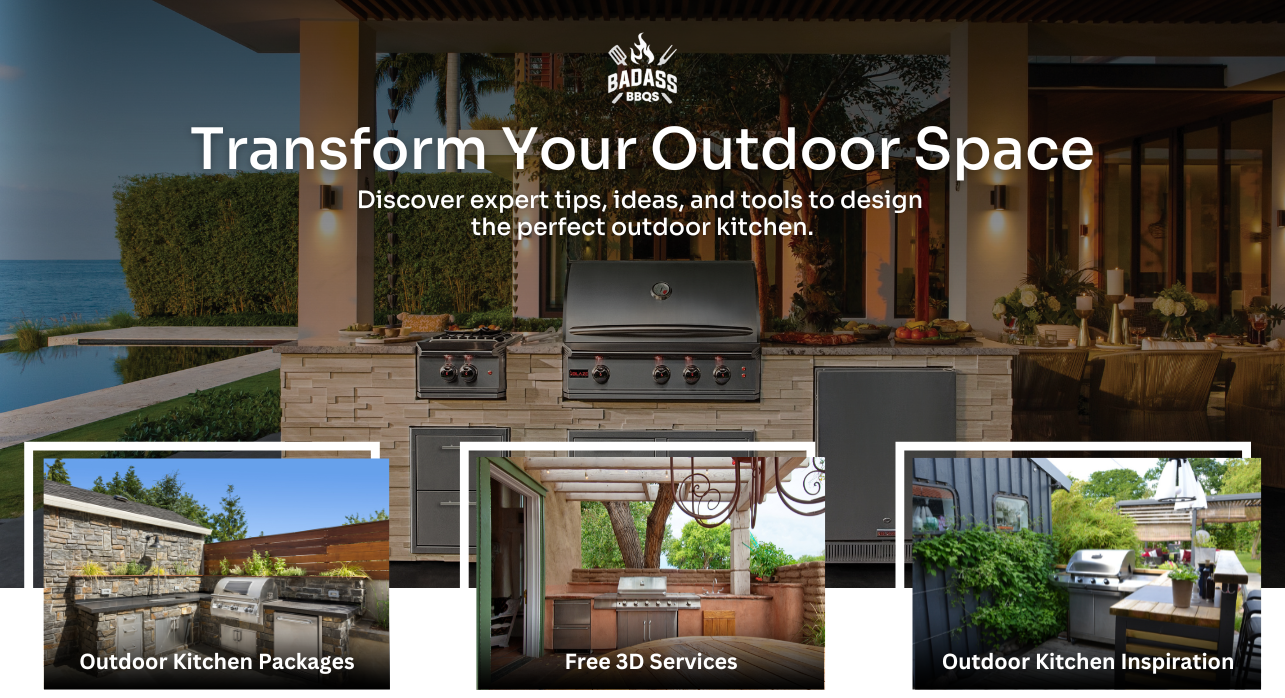 BADASS
BBQS
Transform Your Outdoor Space
Discover expert tips, ideas, and tools to design
the perfect outdoor kitchen.
Outdoor Kitchen Packages
Free 3D Services
Outdoor Kitchen Inspiration